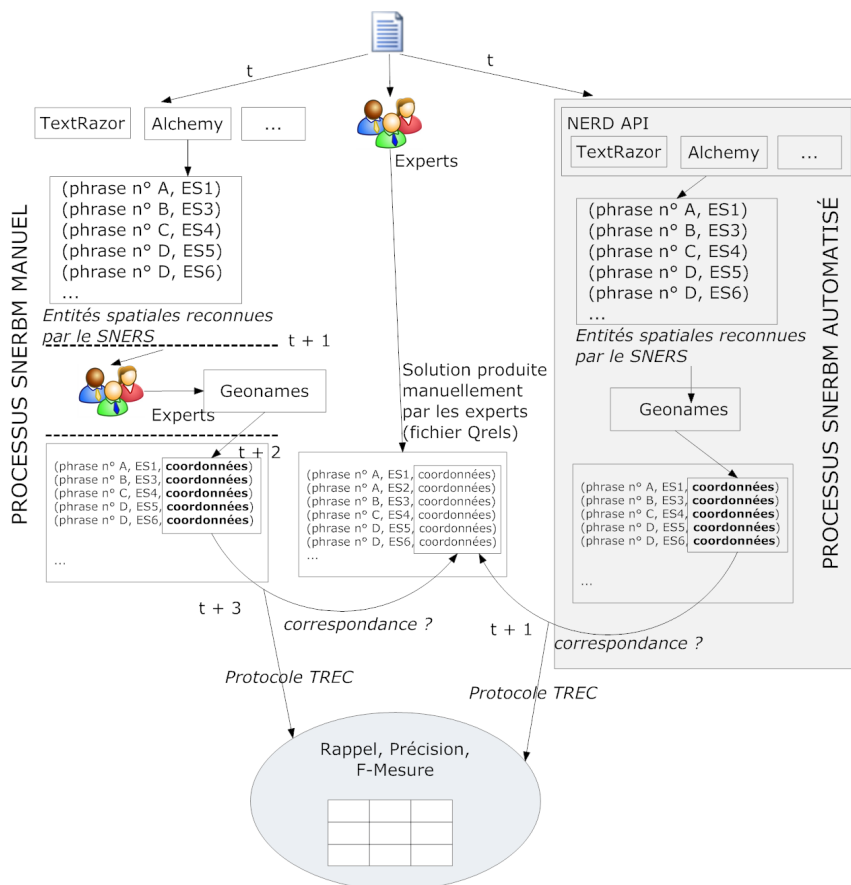 t
t
TextRazor
Alchemy
...
Experts
NERD API
TextRazor
Alchemy
...
PROCESSUS SNERBM MANUEL
(phrase n° A, ES1)
(phrase n° B, ES3)
(phrase n° C, ES4)
(phrase n° D, ES5)
(phrase n° D, ES6)
...
Entités spatiales reconnues
par le SNERS
t + 1
Experts
Geonames
t + 2
(phrase n° A, ES1, coordonnées)
(phrase n° B, ES3, coordonnées)
(phrase n° C, ES4, coordonnées)
(phrase n° D, ES5, coordonnées)
(phrase n° D, ES6, coordonnées)
...
Solution produite
manuellement
par les experts
(fichier Qrels)
(phrase n° A, ES1, coordonnées)
(phrase n° A, ES2, coordonnées)
(phrase n° B, ES3, coordonnées)
(phrase n° C, ES4, coordonnées)
(phrase n° D, ES5, coordonnées)
(phrase n° D, ES6, coordonnées)
...
PROCESSUS SNERBM AUTOMATISÉ
(phrase n° A, ES1)
(phrase n° B, ES3)
(phrase n° C, ES4)
(phrase n° D, ES5)
(phrase n° D, ES6)
...
Entités spatiales reconnues
par le SNERS
Geonames
(phrase n° A, ES1, coordonnées)
(phrase n° B, ES3, coordonnées)
(phrase n° C, ES4, coordonnées)
(phrase n° D, ES5, coordonnées)
(phrase n° D, ES6, coordonnées)
...
t + 3
correspondance ?
t + 1
correspondance ?
Protocole TREC
Protocole TREC
Rappel, Précision,
F-Mesure